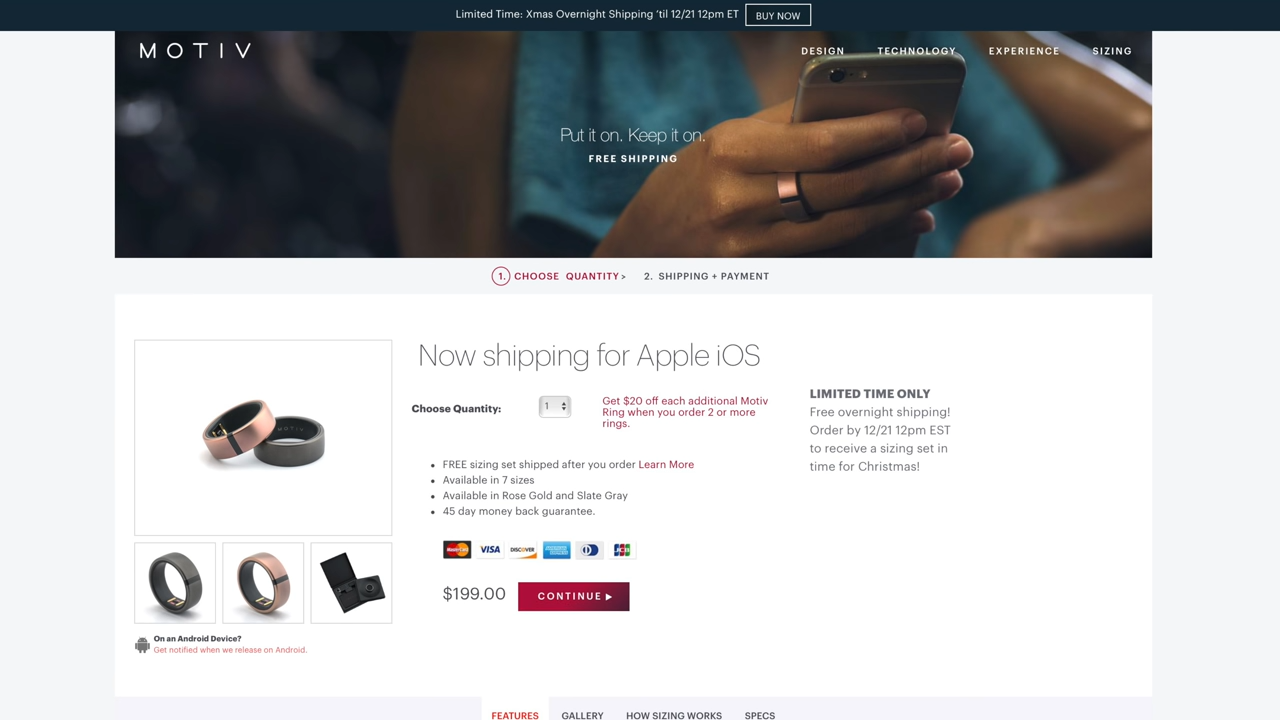 Limited Time: Xmas Overnight Shipping 'til 12/21 12pm ET
BUY NOW
MOTIV
DESIGN
TECHNOLOGY
EXPERIENCE
SIZING
Put it on. Keep it on.
FREE SHIPPING
1. CHOOSE QUANTITY >
2. SHIPPING + PAYMENT
Now shipping for Apple iOS
Choose Quantity:
1
Get $20 off each additional Motiv
Ring when you order 2 or more
rings.
LIMITED TIME ONLY
Free overnight shipping!
Order by 12/21 12pm EST
to receive a sizing set in
time for Christmas!
• FREE sizing set shipped after you order Learn More
• Available in 7 sizes
• Available in Rose Gold and Slate Gray
• 45 day money back guarantee.
MasterCard
VISA
DISCOVER
JCB
$199.00
CONTINUE ▶
On an Android Device?
Get notified when we release on Android.
FEATURES
GALLERY
HOW SIZING WORKS
SPECS